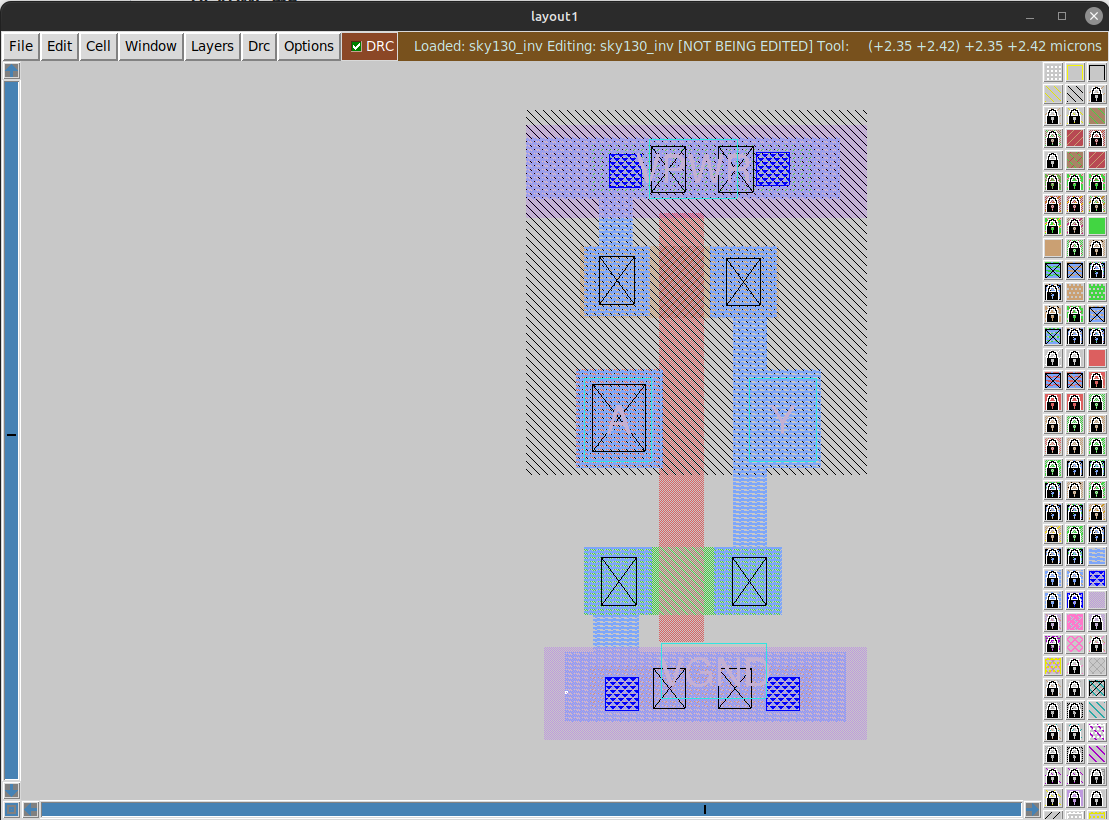 layout1
File Edit Cell Window Layers Drc Options DRC Loaded: sky130_inv Editing: sky130_inv [NOT BEING EDITED] Tool: (+2.35 +2.42) +2.35 +2.42 microns
VPWR
A Y
VGND